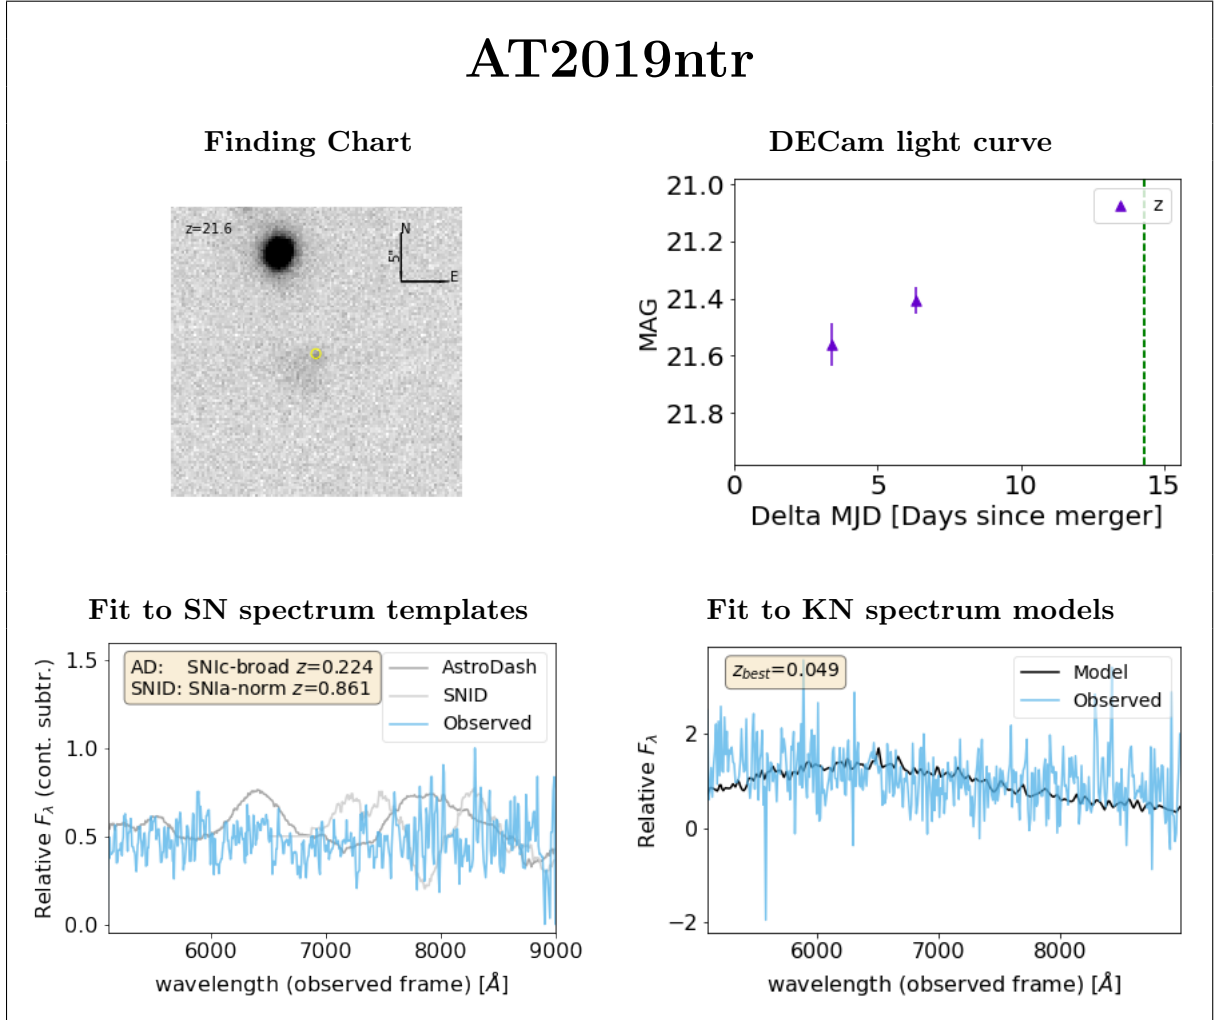 AT2019ntr
Finding Chart
z=21.6
N
5"
E
DECam light curve
21.0
21.2
21.4
21.6
21.8
MAG
z
0 5 10 15
Delta MJD [Days since merger]
Fit to SN spectrum templates
1.5
1.0
0.5
0.0
Relative Fλ (cont. subtr.)
AD: SNIc-broad z=0.224
SNID: SNIa-norm z=0.861
AstroDash
SNID
Observed
6000 7000 8000 9000
wavelength (observed frame) [Å]
Fit to KN spectrum models
2
0
−2
Relative Fλ
zbest=0.049
Model
Observed
6000 7000 8000
wavelength (observed frame) [Å]